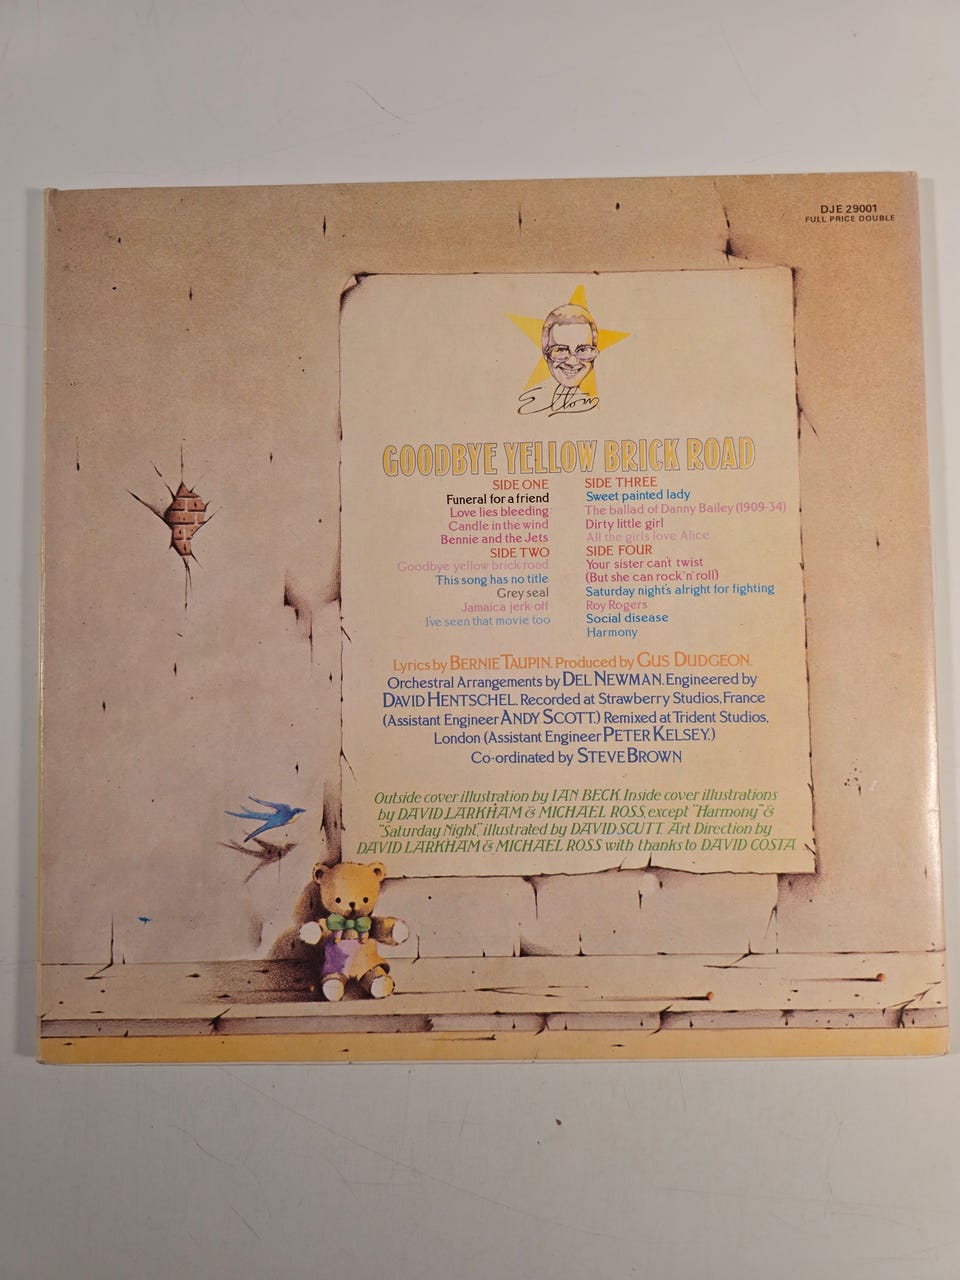 DJE 29001
FULL PRICE DOUBLE
Elton
GOODBYE YELLOW BRICK ROAD
SIDE ONE
Funeral for a friend
Love lies bleeding
Candle in the wind
Bennie and the Jets
SIDE TWO
Goodbye yellow brick road
This song has no title
Grey seal
Jamaica jerk-off
I've seen that movie too
SIDE THREE
Sweet painted lady
The ballad of Danny Bailey (1909-34)
Dirty little girl
All the girls love Alice
SIDE FOUR
Your sister can't twist
(But she can rock 'n' roll)
Saturday night's alright for fighting
Roy Rogers
Social disease
Harmony
Lyrics by BERNIE TAUPIN. Produced by GUS DUDGEON.
Orchestral Arrangements by DEL NEWMAN. Engineered by
DAVID HENTSCHEL. Recorded at Strawberry Studios, France
(Assistant Engineer ANDY SCOTT.) Remixed at Trident Studios,
London (Assistant Engineer PETER KELSEY.)
Co-ordinated by STEVE BROWN
Outside cover illustration by IAN BECK. Inside cover illustrations
by DAVID LARKHAM & MICHAEL ROSS, except "Harmony" &
"Saturday Night," illustrated by DAVID SCUTT Art Direction by
DAVID LARKHAM & MICHAEL ROSS with thanks to DAVID COSTA.